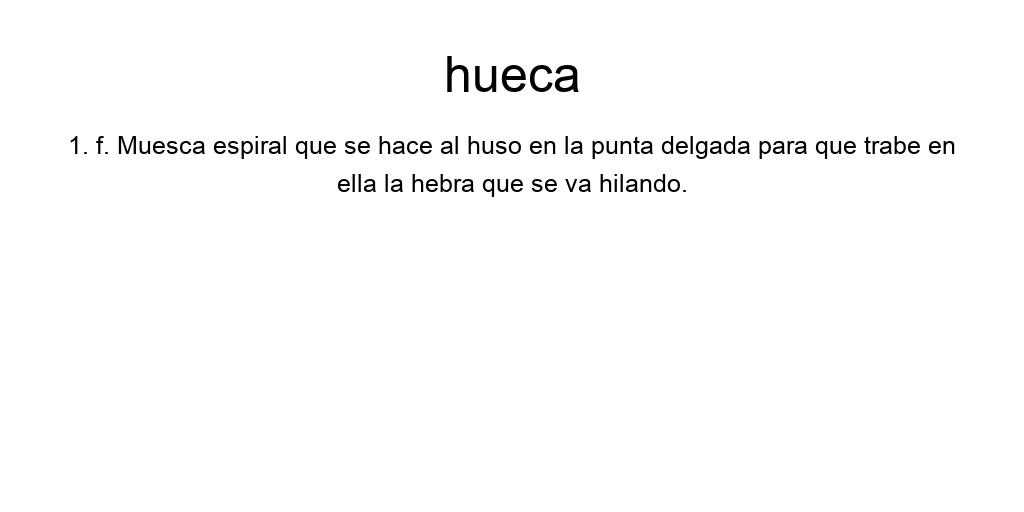 hueca
1. f. Muesca espiral que se hace al huso en la punta delgada para que trabe en
ella la hebra que se va hilando.